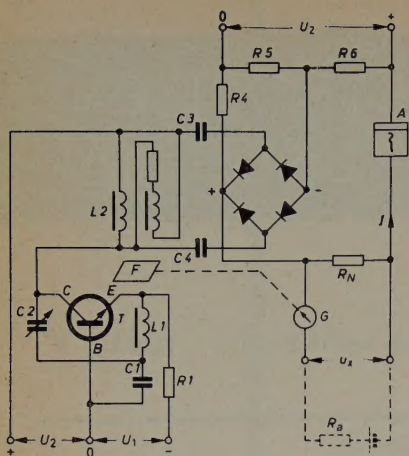 0 U2 +
R5 R6
R4
C3
A
+ -
L2
I
C4
RN
F
G
C E
C2 T L1
B
C1 R1
ux
Ra
+ U2 0 U1 -